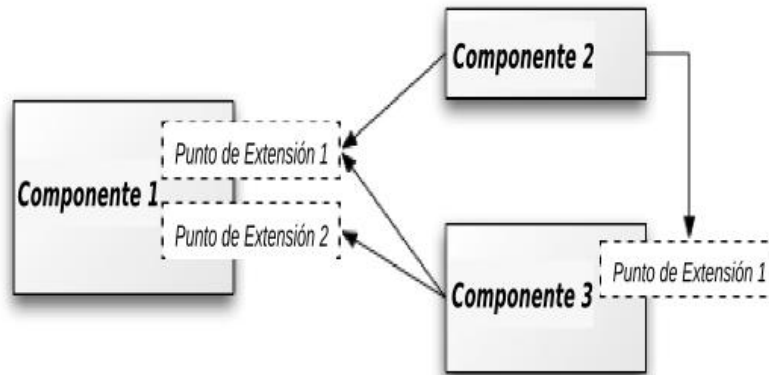 Componente 2
Punto de Extensión 1
Componente 1
Punto de Extensión 2
Punto de Extensión 1
Componente 3